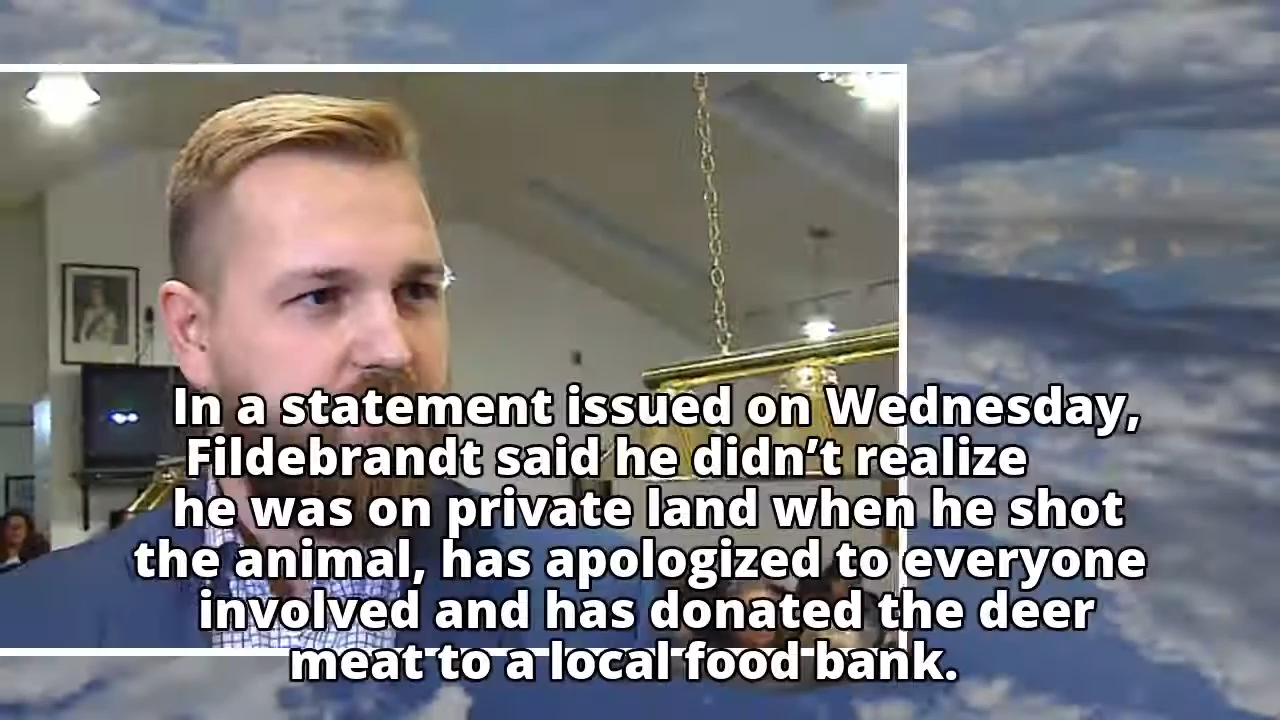 In a statement issued on Wednesday,
Fildebrandt said he didn’t realize
he was on private land when he shot
the animal, has apologized to everyone
involved and has donated the deer
meat to a local food bank.